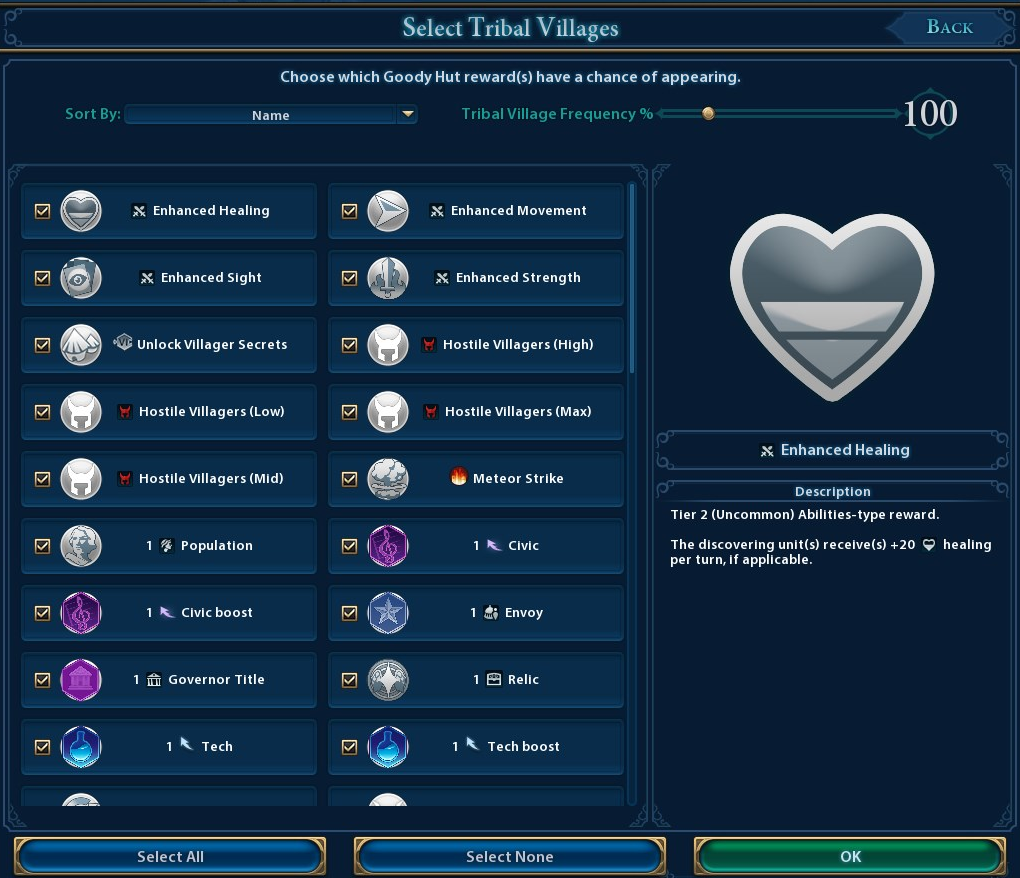 Select Tribal Villages
BACK
Choose which Goody Hut reward(s) have a chance of appearing.
Sort By: Name
Tribal Village Frequency % 100
Enhanced Healing
Enhanced Movement
Enhanced Sight
Enhanced Strength
Unlock Villager Secrets
Hostile Villagers (High)
Hostile Villagers (Low)
Hostile Villagers (Max)
Hostile Villagers (Mid)
Meteor Strike
1 Population
1 Civic
1 Civic boost
1 Envoy
1 Governor Title
1 Relic
1 Tech
1 Tech boost
Enhanced Healing
Description
Tier 2 (Uncommon) Abilities-type reward.
The discovering unit(s) receive(s) +20 healing
per turn, if applicable.
Select All
Select None
OK